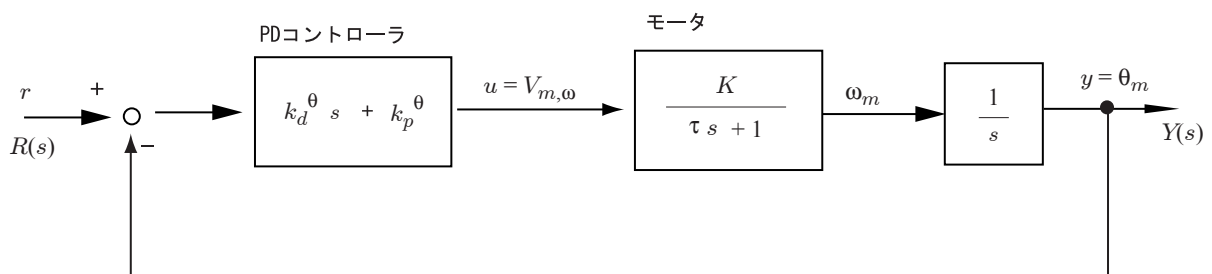 モータ
PDコントローラ
r
+
R(s)
−
k_d^θ s + k_p^θ
u = V_{m,ω}
K
τ s + 1
ω_m
1
s
y = θ_m
Y(s)